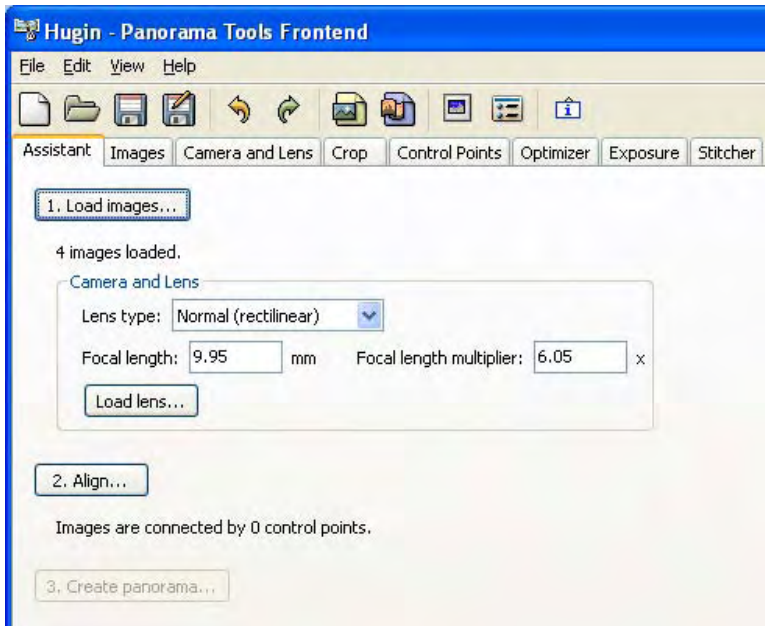 Hugin - Panorama Tools Frontend
File Edit View Help
Assistant Images Camera and Lens Crop Control Points Optimizer Exposure Stitcher
1. Load images...
4 images loaded.
Camera and Lens
Lens type: Normal (rectilinear)
Focal length: 9.95 mm Focal length multiplier: 6.05 x
Load lens...
2. Align...
Images are connected by 0 control points.
3. Create panorama...